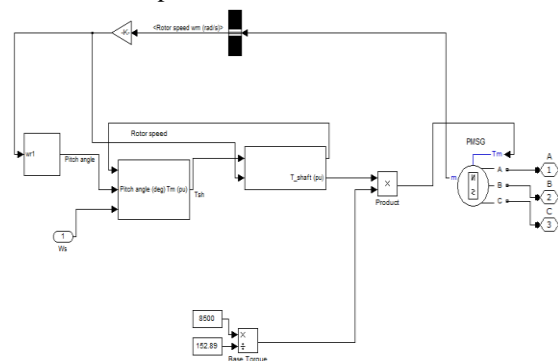 <Rotor speed wm (rad/s)>
-K-
wr1
Pitch angle
Rotor speed
Pitch angle (deg) Tm (pu)
Tsh
T_shaft (pu)
1
Ws
×
Product
PMSG
Tm
m
N
S
A
B
C
A
1
B
2
C
3
8500
152.89
×
÷
Base Torque